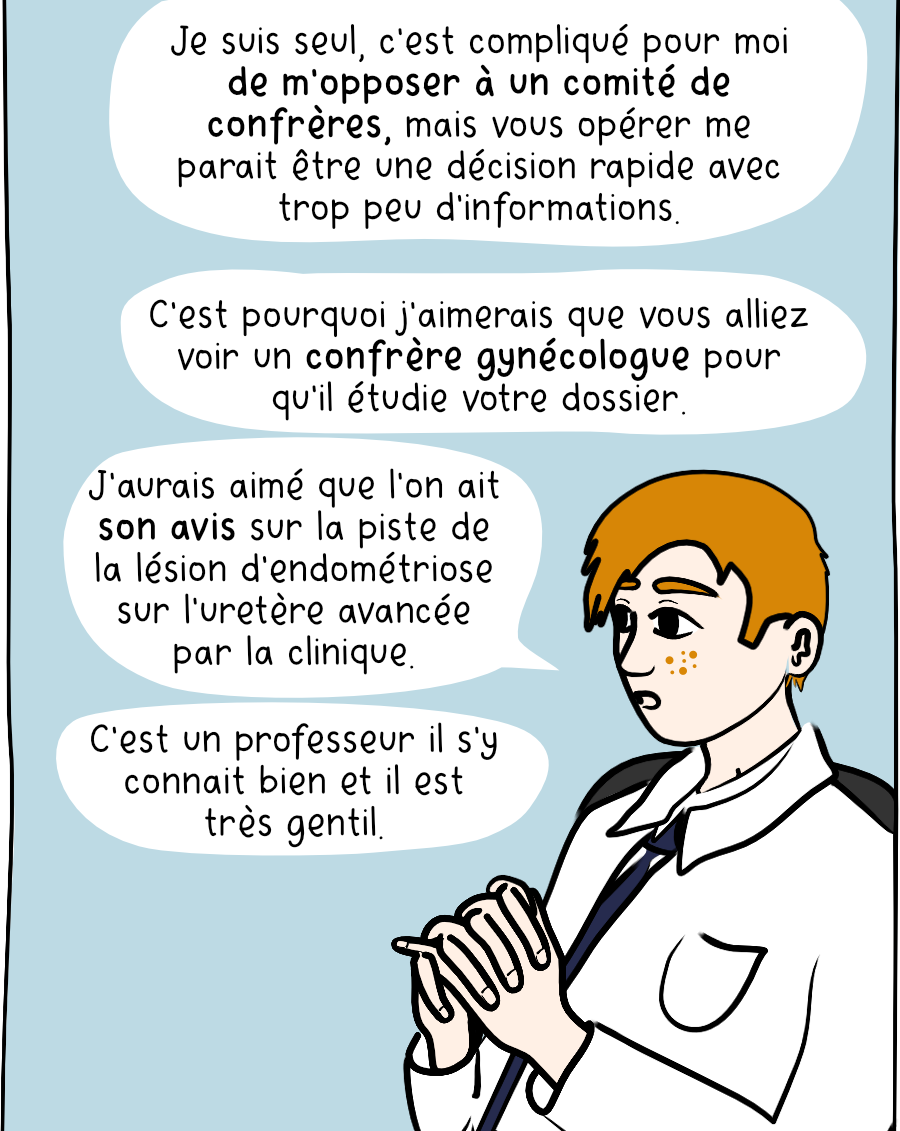 Je suis seul, c'est compliqué pour moi
de m'opposer à un comité de
confrères, mais vous opérer me
parait être une décision rapide avec
trop peu d'informations.
C'est pourquoi j'aimerais que vous alliez
voir un confrère gynécologue pour
qu'il étudie votre dossier.
J'aurais aimé que l'on ait
son avis sur la piste de
la lésion d'endométriose
sur l'uretère avancée
par la clinique.
C'est un professeur il s'y
connait bien et il est
très gentil.